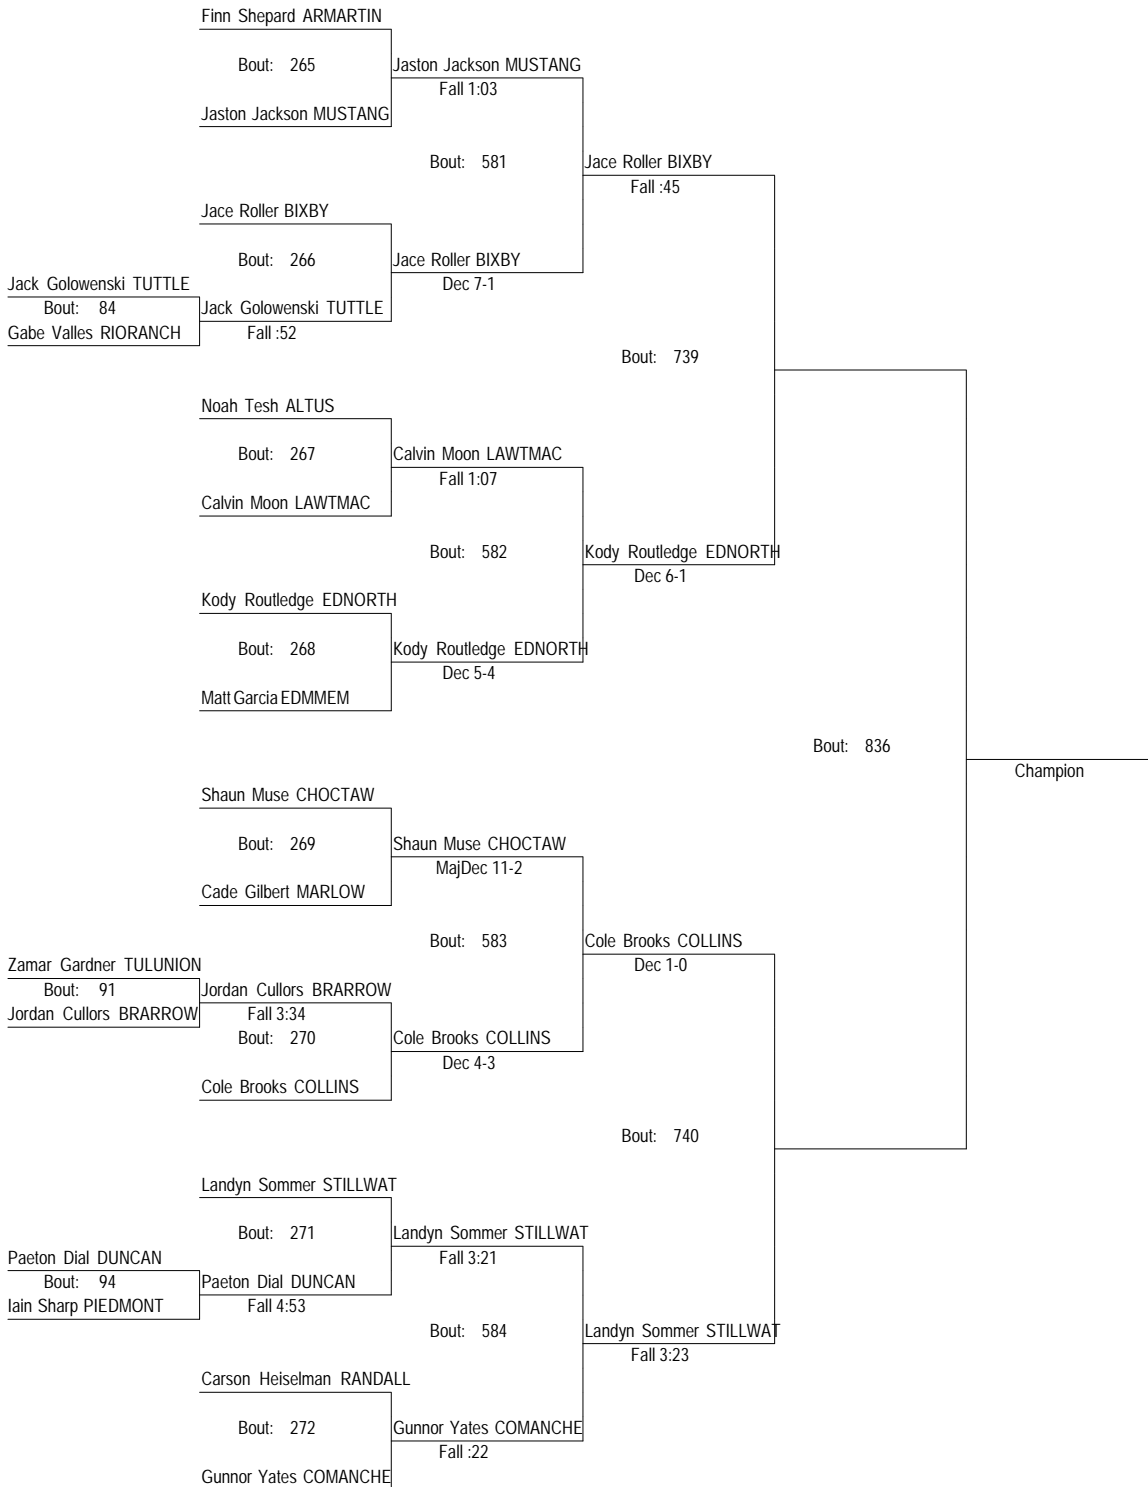 Finn Shepard ARMARTIN
Bout: 265
Jaston Jackson MUSTANG
Fall 1:03
Jaston Jackson MUSTANG
Bout: 581
Jace Roller BIXBY
Fall :45
Jace Roller BIXBY
Bout: 266
Jace Roller BIXBY
Dec 7-1
Jack Golowenski TUTTLE
Bout: 84
Jack Golowenski TUTTLE
Gabe Valles RIORANCH
Fall :52
Bout: 739
Noah Tesh ALTUS
Bout: 267
Calvin Moon LAWTMAC
Fall 1:07
Calvin Moon LAWTMAC
Bout: 582
Kody Routledge EDNORTH
Dec 6-1
Kody Routledge EDNORTH
Bout: 268
Kody Routledge EDNORTH
Dec 5-4
Matt Garcia EDMMEM
Bout: 836
Champion
Shaun Muse CHOCTAW
Bout: 269
Shaun Muse CHOCTAW
MajDec 11-2
Cade Gilbert MARLOW
Bout: 583
Cole Brooks COLLINS
Dec 1-0
Zamar Gardner TULUNION
Bout: 91
Jordan Cullors BRARROW
Jordan Cullors BRARROW
Fall 3:34
Bout: 270
Cole Brooks COLLINS
Dec 4-3
Cole Brooks COLLINS
Bout: 740
Landyn Sommer STILLWAT
Bout: 271
Landyn Sommer STILLWAT
Fall 3:21
Paeton Dial DUNCAN
Bout: 94
Paeton Dial DUNCAN
Iain Sharp PIEDMONT
Fall 4:53
Bout: 584
Landyn Sommer STILLWAT
Fall 3:23
Carson Heiselman RANDALL
Bout: 272
Gunnor Yates COMANCHE
Fall :22
Gunnor Yates COMANCHE